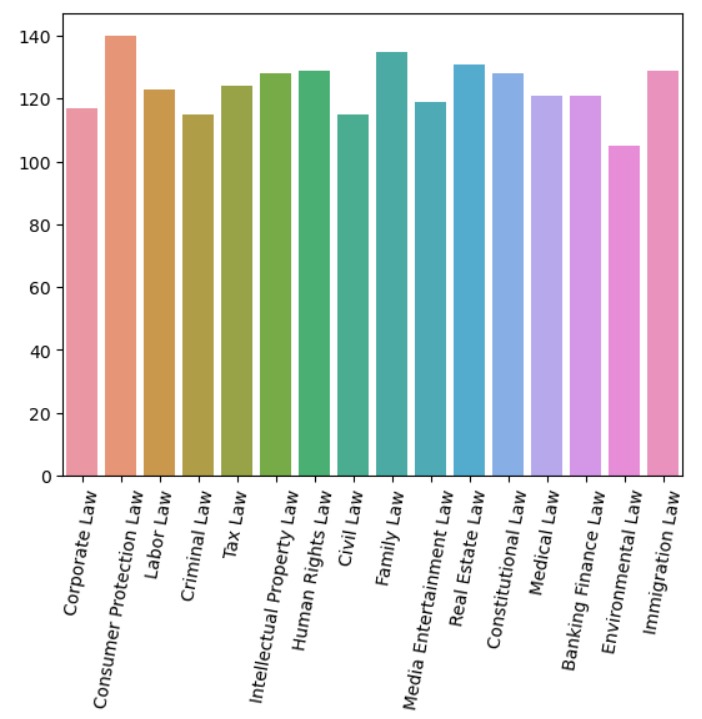 140
120
100
80
60
40
20
0
Corporate Law
Consumer Protection Law
Labor Law
Criminal Law
Tax Law
Intellectual Property Law
Human Rights Law
Civil Law
Family Law
Media Entertainment Law
Real Estate Law
Constitutional Law
Medical Law
Banking Finance Law
Environmental Law
Immigration Law